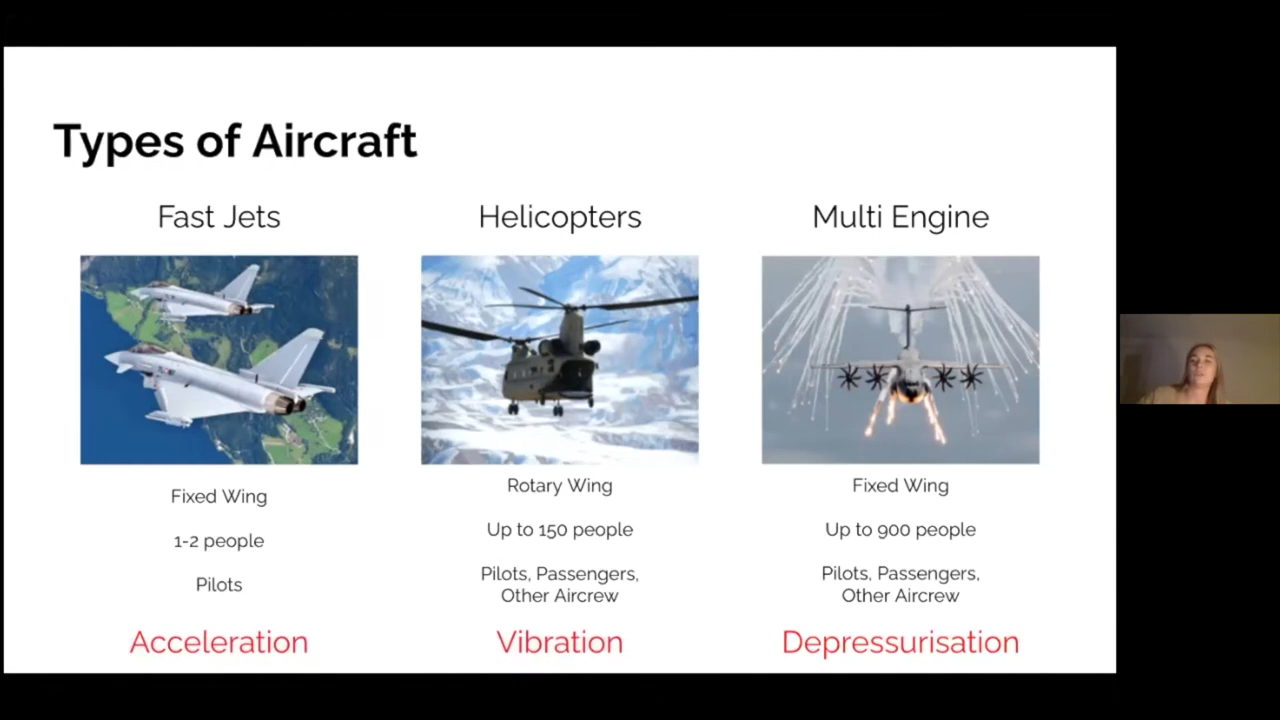 Types of Aircraft
Fast Jets
Fixed Wing
1-2 people
Pilots
Acceleration
Helicopters
Rotary Wing
Up to 150 people
Pilots, Passengers,
Other Aircrew
Vibration
Multi Engine
Fixed Wing
Up to 900 people
Pilots, Passengers,
Other Aircrew
Depressurisation